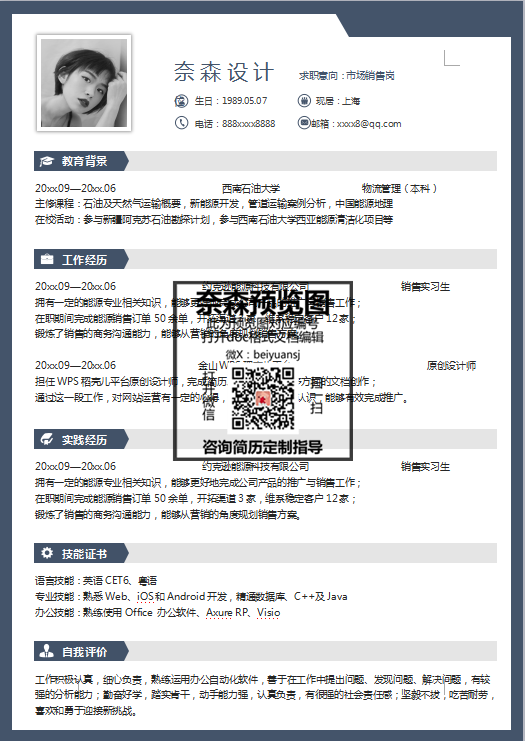 奈森设计
求职意向：市场销售岗
生日：1989.05.07
现居：上海
电话：888xxxx8888
邮箱：xxxx8@qq.com
教育背景
20xx.09—20xx.06 西南石油大学 物流管理（本科）
主修课程：石油及天然气运输概要，新能源开发，管道运输案例分析，中国能源地理
在校活动：参与新疆阿克苏石油勘探计划，参与西南石油大学西亚能源清洁化项目等
工作经历
20xx.09—20xx.06 约克逊能源科技有限公司 销售实习生
拥有一定的能源专业相关知识，能够 与销售工作；
在职期间完成能源销售订单 50 余单，开拓 客户 12 家；
锻炼了销售的商务沟通能力，能够从营销的角度规划销售方案
20xx.09—20xx.06 金山 WPS 原创设计师
担任 WPS 稻壳儿平台原创设计师，完成简历 方面的文档创作；
通过这一段工作，对网站运营有一定的心得， 认识，能够有效完成推广。
奈森预览图
此为预览图对应编号
打开doc格式文档编辑
微X：beiyuansj
打开微信
扫一扫
咨询简历定制指导
实践经历
20xx.09—20xx.06 约克逊能源科技有限公司 销售实习生
拥有一定的能源专业相关知识，能够更好地完成公司产品的推广与销售工作；
在职期间完成能源销售订单 50 余单，开拓渠道 3 家，维系稳定客户 12 家；
锻炼了销售的商务沟通能力，能够从营销的角度规划销售方案。
技能证书
语言技能：英语 CET6、粤语
专业技能：熟悉 Web、iOS 和 Android 开发，精通数据库、C++及 Java
办公技能：熟练使用 Office 办公软件、Axure RP、Visio
自我评价
工作积极认真，细心负责，熟练运用办公自动化软件，善于在工作中提出问题、发现问题、解决问题，有较
强的分析能力；勤奋好学，踏实肯干，动手能力强，认真负责，有很强的社会责任感；坚毅不拔，吃苦耐劳，
喜欢和勇于迎接新挑战。